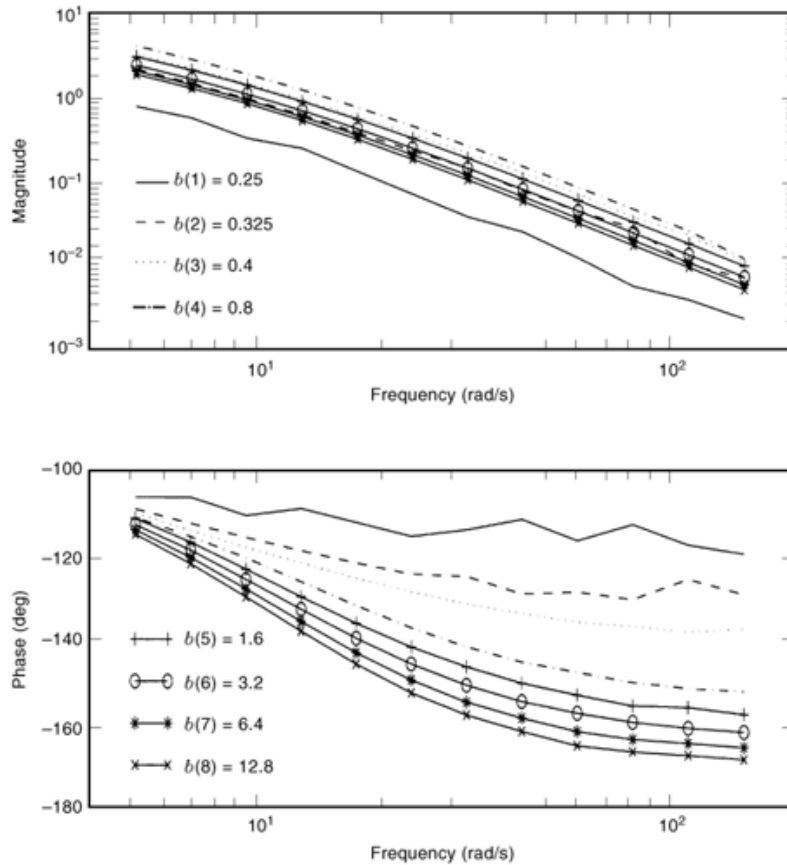 10^1
10^0
10^-1
10^-2
10^-3
Magnitude
b(1) = 0.25
b(2) = 0.325
b(3) = 0.4
b(4) = 0.8
10^1
10^2
Frequency (rad/s)
–100
–120
–140
–160
–180
Phase (deg)
b(5) = 1.6
b(6) = 3.2
b(7) = 6.4
b(8) = 12.8
10^1
10^2
Frequency (rad/s)